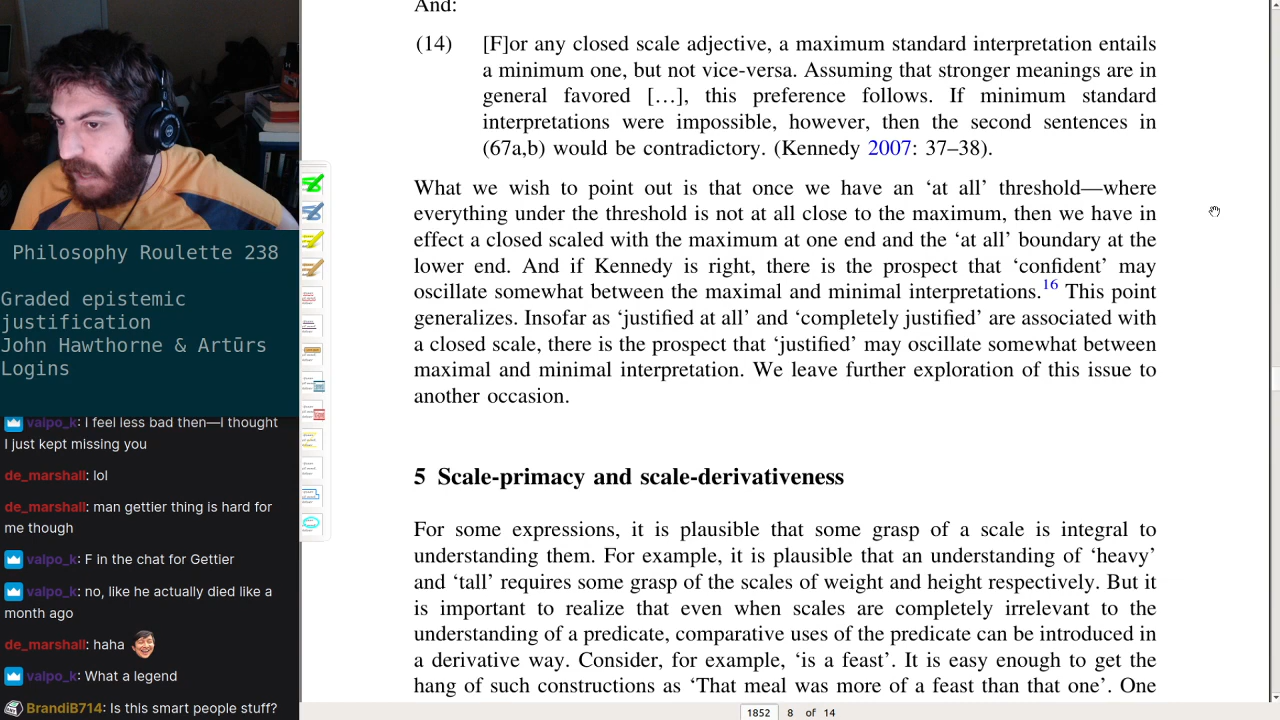 And:
(14) [F]or any closed scale adjective, a maximum standard interpretation entails
a minimum one, but not vice-versa. Assuming that stronger meanings are in
general favored […], this preference follows. If minimum standard
interpretations were impossible, however, then the second sentences in
(67a,b) would be contradictory. (Kennedy 2007: 37–38).
What we wish to point out is that once we have an ‘at all’ threshold—where
everything under the threshold is not at all close to the maximum, then we have in
effect a closed scaled with the maximum at one end and the ‘at all’ boundary at the
lower end. And if Kennedy is right, there is the prospect that ‘confident’ may
oscillate somewhat between the maximal and minimal interpretations.16 This point
generalizes. Insofar as ‘justified at all’ and ‘completely justified’ are associated with
a closed scale, there is the prospect that ‘justified’ mayoscillate somewhat between
maximal and minimal interpretation. We leave further exploration of this issue to
another occasion.
5 Scale-primacy and scale-derivativeness
For some expressions, it is plausible that some grasp of a scale is integral to
understanding them. For example, it is plausible that an understanding of ‘heavy’
and ‘tall’ requires some grasp of the scales of weight and height respectively. But it
is important to realize that even when scales are completely irrelevant to the
understanding of a predicate, comparative uses of the predicate can be introduced in
a derivative way. Consider, for example, ‘is a feast’. It is easy enough to get the
hang of such constructions as ‘That meal was more of a feast than that one’. One
1852 8 of 14
Philosophy Roulette 238
Graded epistemic
justification
John Hawthorne & Artūrs
Logins
valpo_k: I feel less bad then—I thought
I just kept missing you
de_marshall: lol
de_marshall: man gettier thing is hard for
me though
valpo_k: F in the chat for Gettier
valpo_k: no, like he actually died like a
month ago
de_marshall: haha
valpo_k: What a legend
BrandiB714: Is this smart people stuff?